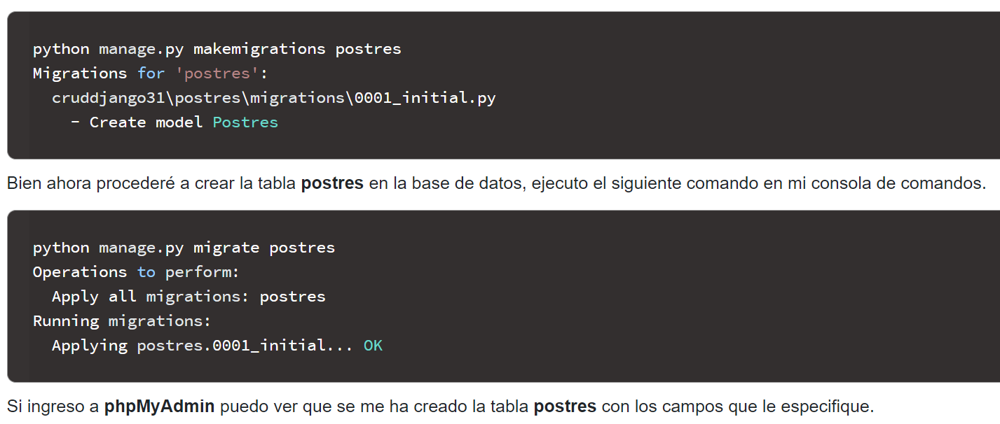 python manage.py makemigrations postres
Migrations for 'postres':
  cruddjango31\postres\migrations\0001_initial.py
    - Create model Postres
Bien ahora procederé a crear la tabla postres en la base de datos, ejecuto el siguiente comando en mi consola de comandos.
python manage.py migrate postres
Operations to perform:
  Apply all migrations: postres
Running migrations:
  Applying postres.0001_initial... OK
Si ingreso a phpMyAdmin puedo ver que se me ha creado la tabla postres con los campos que le especifique.